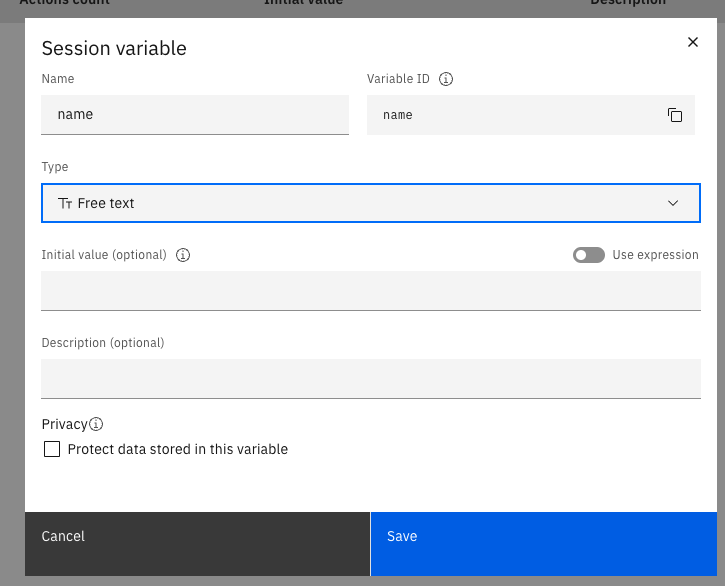 Actions count Initial value Description
Session variable
Name Variable ID
name name
Type
Free text
Initial value (optional) Use expression
Description (optional)
Privacy
Protect data stored in this variable
Cancel Save